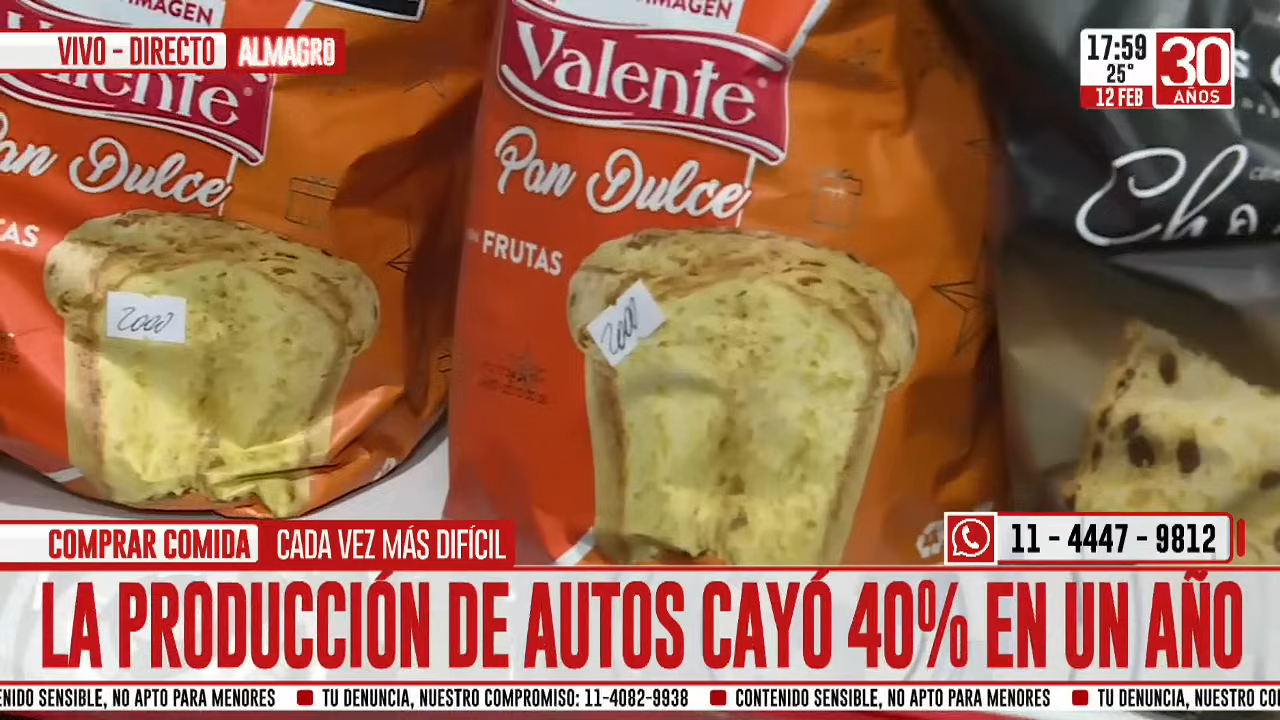 VIVO - DIRECTO ALMAGRO
17:59
25°
12 FEB
30
AÑOS
IMAGEN
Valente
Pan Dulce
FRUTAS
2000
Valente
Pan Dulce
FRUTAS
2000
COMPRAR COMIDA CADA VEZ MÁS DIFÍCIL
11 - 4447 - 9812
LA PRODUCCIÓN DE AUTOS CAYÓ 40% EN UN AÑO
CONTENIDO SENSIBLE, NO APTO PARA MENORES TU DENUNCIA, NUESTRO COMPROMISO: 11-4082-9938 CONTENIDO SENSIBLE, NO APTO PARA MENORES TU DENUNCIA, NUESTRO